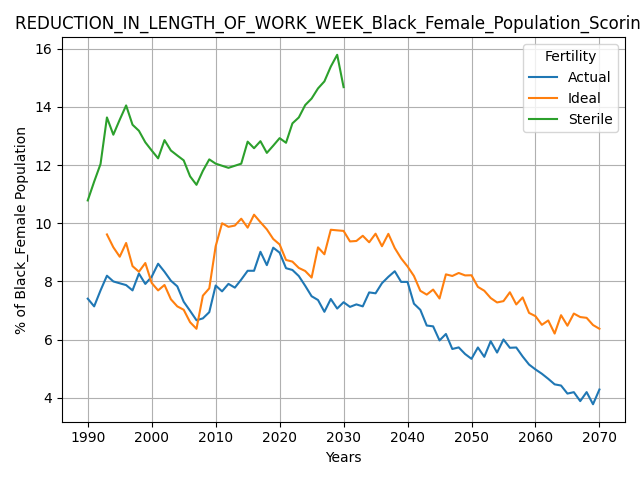 REDUCTION_IN_LENGTH_OF_WORK_WEEK_Black_Female_Population_Scorin
% of Black_Female Population
16
14
12
10
8
6
4
Fertility
Actual
Ideal
Sterile
1990 2000 2010 2020 2030 2040 2050 2060 2070
Years